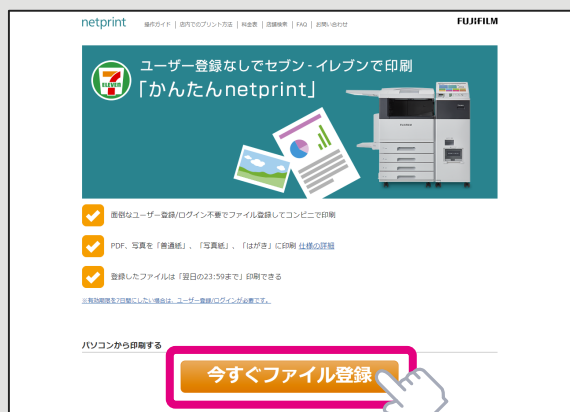 netprint 操作ガイド | 店内でのプリント方法 | 料金表 | 店舗検索 | FAQ | お問い合わせ FUJIFILM
ユーザー登録なしでセブン‐イレブンで印刷
「かんたんnetprint」
ELEVEN
面倒なユーザー登録/ログイン不要でファイル登録してコンビニで印刷
PDF、写真を「普通紙」、「写真紙」、「はがき」に印刷 仕様の詳細
登録したファイルは「翌日の23:59まで」印刷できる
※有効期限を7日間にしたい場合は、ユーザー登録/ログインが必要です。
パソコンから印刷する
今すぐファイル登録